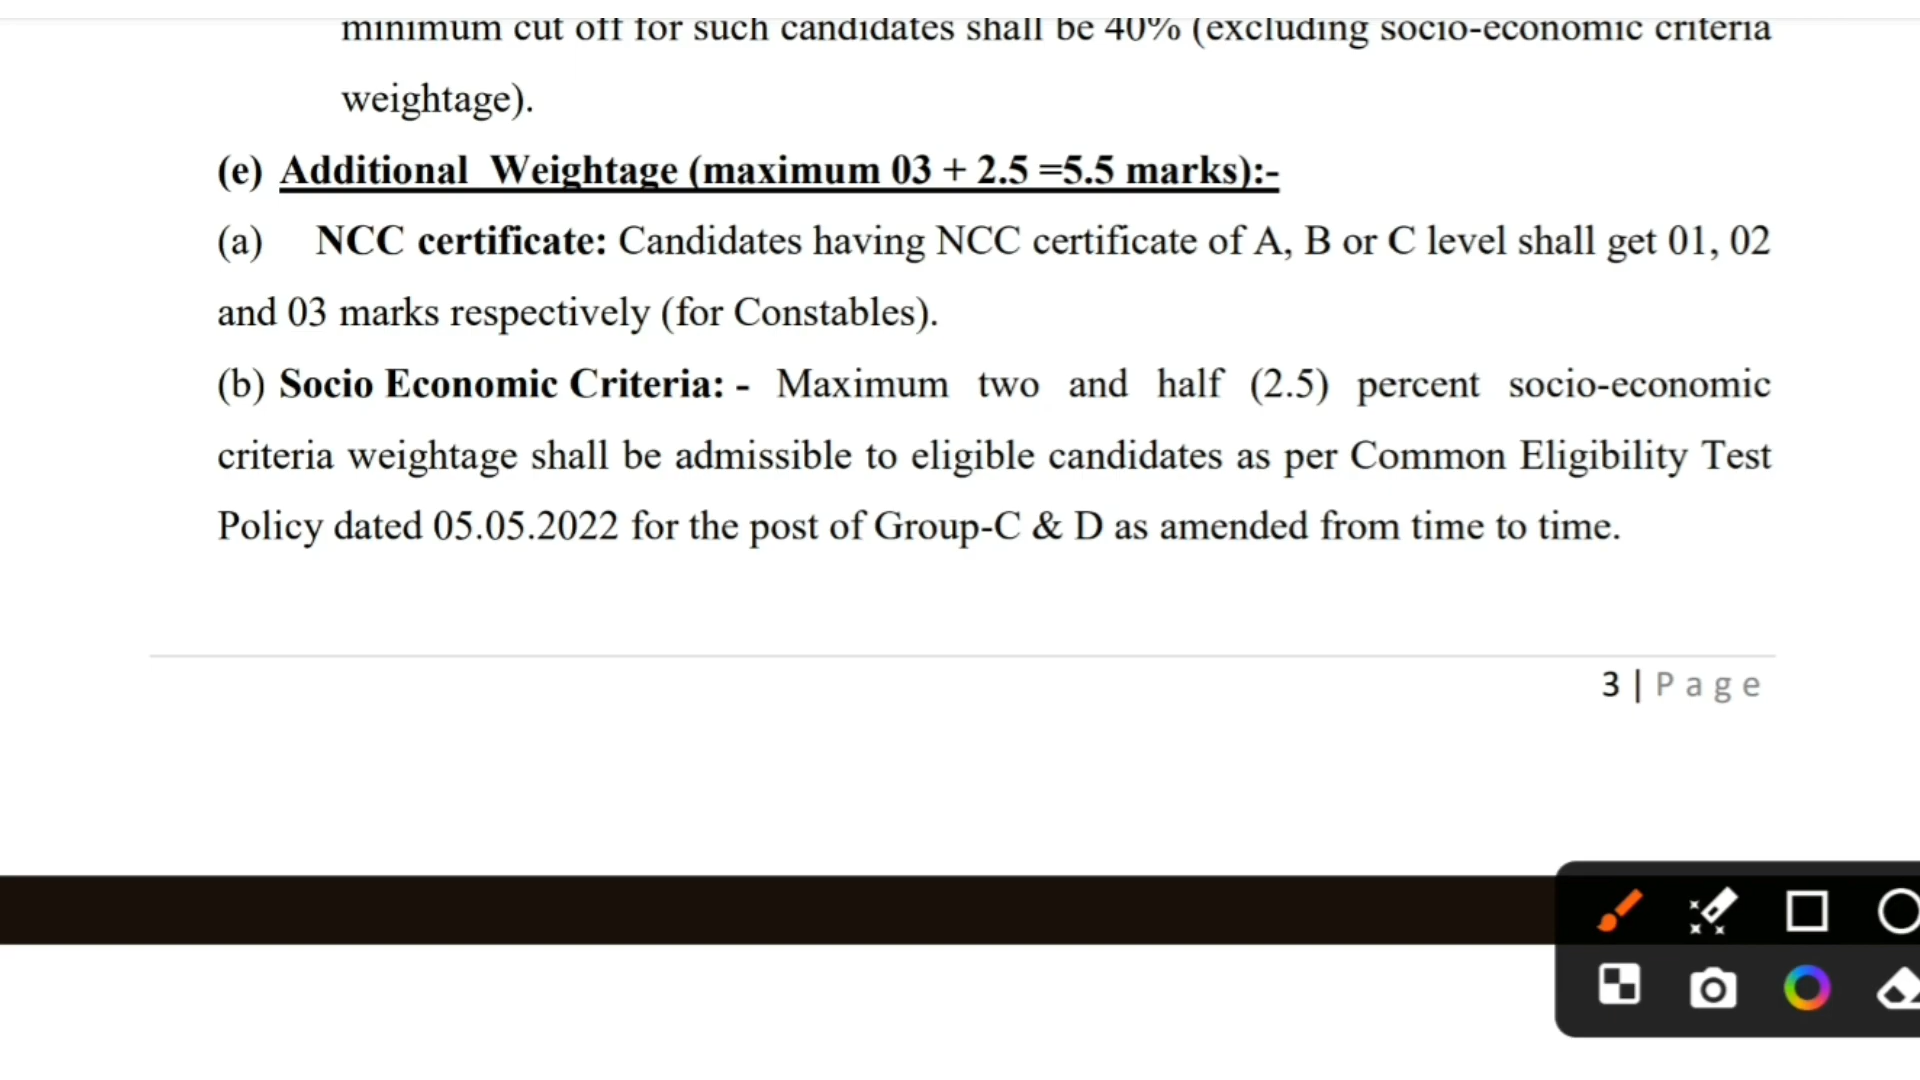 minimum cut off for such candidates shall be 40% (excluding socio-economic criteria
weightage).
(e) Additional Weightage (maximum 03 + 2.5 =5.5 marks):-
(a) NCC certificate: Candidates having NCC certificate of A, B or C level shall get 01, 02
and 03 marks respectively (for Constables).
(b) Socio Economic Criteria: - Maximum two and half (2.5) percent socio-economic
criteria weightage shall be admissible to eligible candidates as per Common Eligibility Test
Policy dated 05.05.2022 for the post of Group-C & D as amended from time to time.
3 | Page